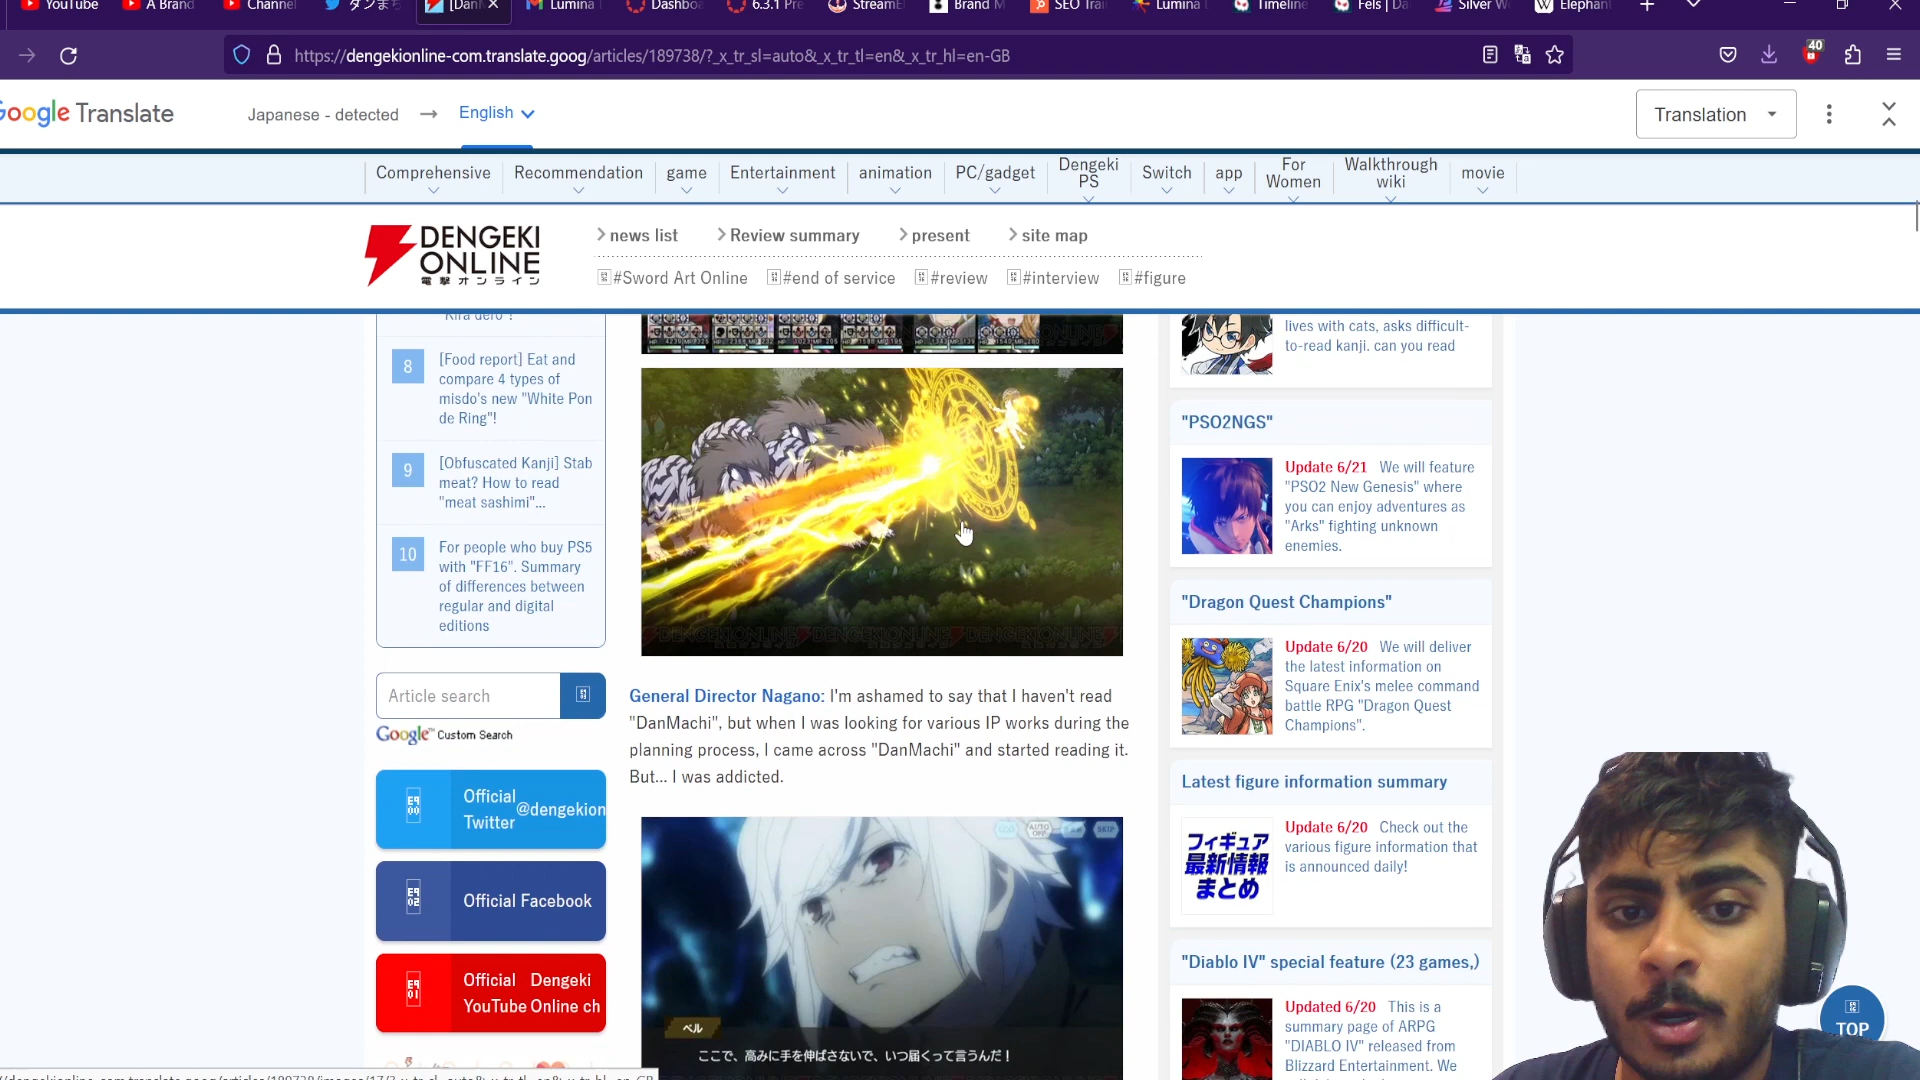 YouTube
A Brand
Channel
ダンまち
[Dan
Lumina
Dashbo
6.3.1 Pre
StreamE
Brand M
SEO Trai
Lumina
Timeline
Fels | Da
Silver W
Elephan
https://dengekionline-com.translate.goog/articles/189738/?_x_tr_sl=auto&_x_tr_tl=en&_x_tr_hl=en-GB
40
Google Translate
Japanese - detected
English
Translation
Comprehensive
Recommendation
game
Entertainment
animation
PC/gadget
Dengeki
PS
Switch
app
For
Women
Walkthrough
wiki
movie
DENGEKI
ONLINE
電撃オンライン
news list
Review summary
present
site map
#Sword Art Online
#end of service
#review
#interview
#figure
"Kira dero"!
8
[Food report] Eat and
compare 4 types of
misdo's new "White Pon
de Ring"!
9
[Obfuscated Kanji] Stab
meat? How to read
"meat sashimi"...
10
For people who buy PS5
with "FF16". Summary
of differences between
regular and digital
editions
Article search
Google™ Custom Search
Official
Twitter
@dengekion
Official Facebook
Official
YouTube
Dengeki
Online ch
DENGEKIONLINE DENGEKIONLINE DENGEKIONLINE
General Director Nagano: I'm ashamed to say that I haven't read
"DanMachi", but when I was looking for various IP works during the
planning process, I came across "DanMachi" and started reading it.
But... I was addicted.
AUTO
OFF
SKIP
ベル
ここで、高みに手を伸ばさないで、いつ届くって言うんだ！
lives with cats, asks difficult-
to-read kanji. can you read
"PSO2NGS"
Update 6/21 We will feature
"PSO2 New Genesis" where
you can enjoy adventures as
"Arks" fighting unknown
enemies.
"Dragon Quest Champions"
Update 6/20 We will deliver
the latest information on
Square Enix's melee command
battle RPG "Dragon Quest
Champions".
Latest figure information summary
フィギュア
最新情報
まとめ
Update 6/20 Check out the
various figure information that
is announced daily!
"Diablo IV" special feature (23 games,)
Updated 6/20 This is a
summary page of ARPG
"DIABLO IV" released from
Blizzard Entertainment. We
TOP